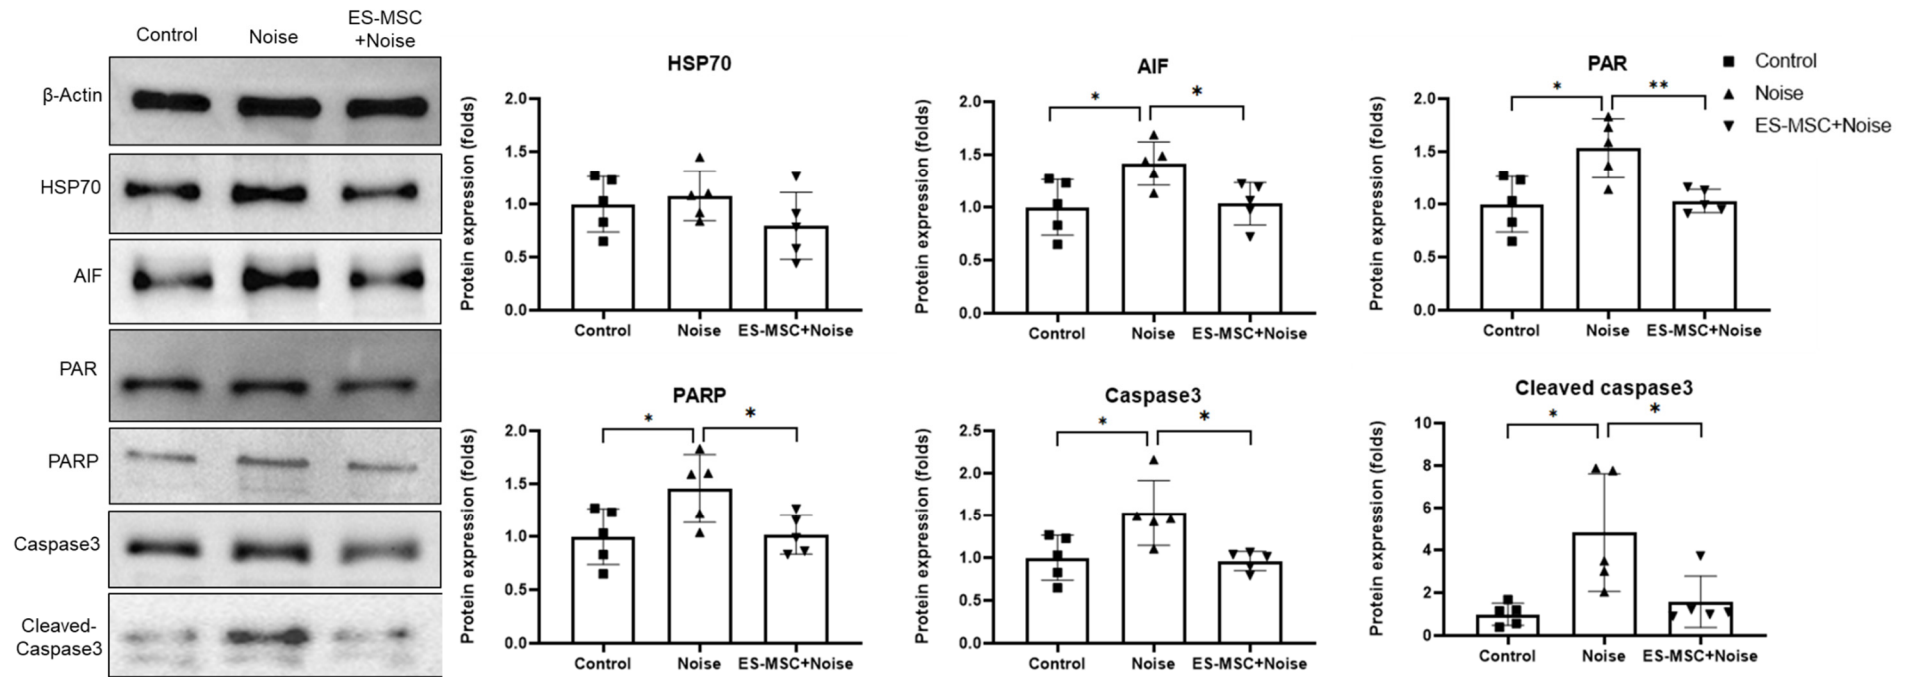 Control
Noise
ES-MSC
+Noise
β-Actin
HSP70
AIF
PAR
PARP
Caspase3
Cleaved-
Caspase3
HSP70
Protein expression (folds)
2.0
1.5
1.0
0.5
0.0
Control Noise ES-MSC+Noise
AIF
* *
Protein expression (folds)
2.0
1.5
1.0
0.5
0.0
Control Noise ES-MSC+Noise
PAR
* **
Protein expression (folds)
2.0
1.5
1.0
0.5
0.0
Control Noise ES-MSC+Noise
Control
Noise
ES-MSC+Noise
PARP
* *
Protein expression (folds)
2.0
1.5
1.0
0.5
0.0
Control Noise ES-MSC+Noise
Caspase3
* *
Protein expression (folds)
2.5
2.0
1.5
1.0
0.5
0.0
Control Noise ES-MSC+Noise
Cleaved caspase3
* *
Protein expression (folds)
10
8
6
4
2
0
Control Noise ES-MSC+Noise